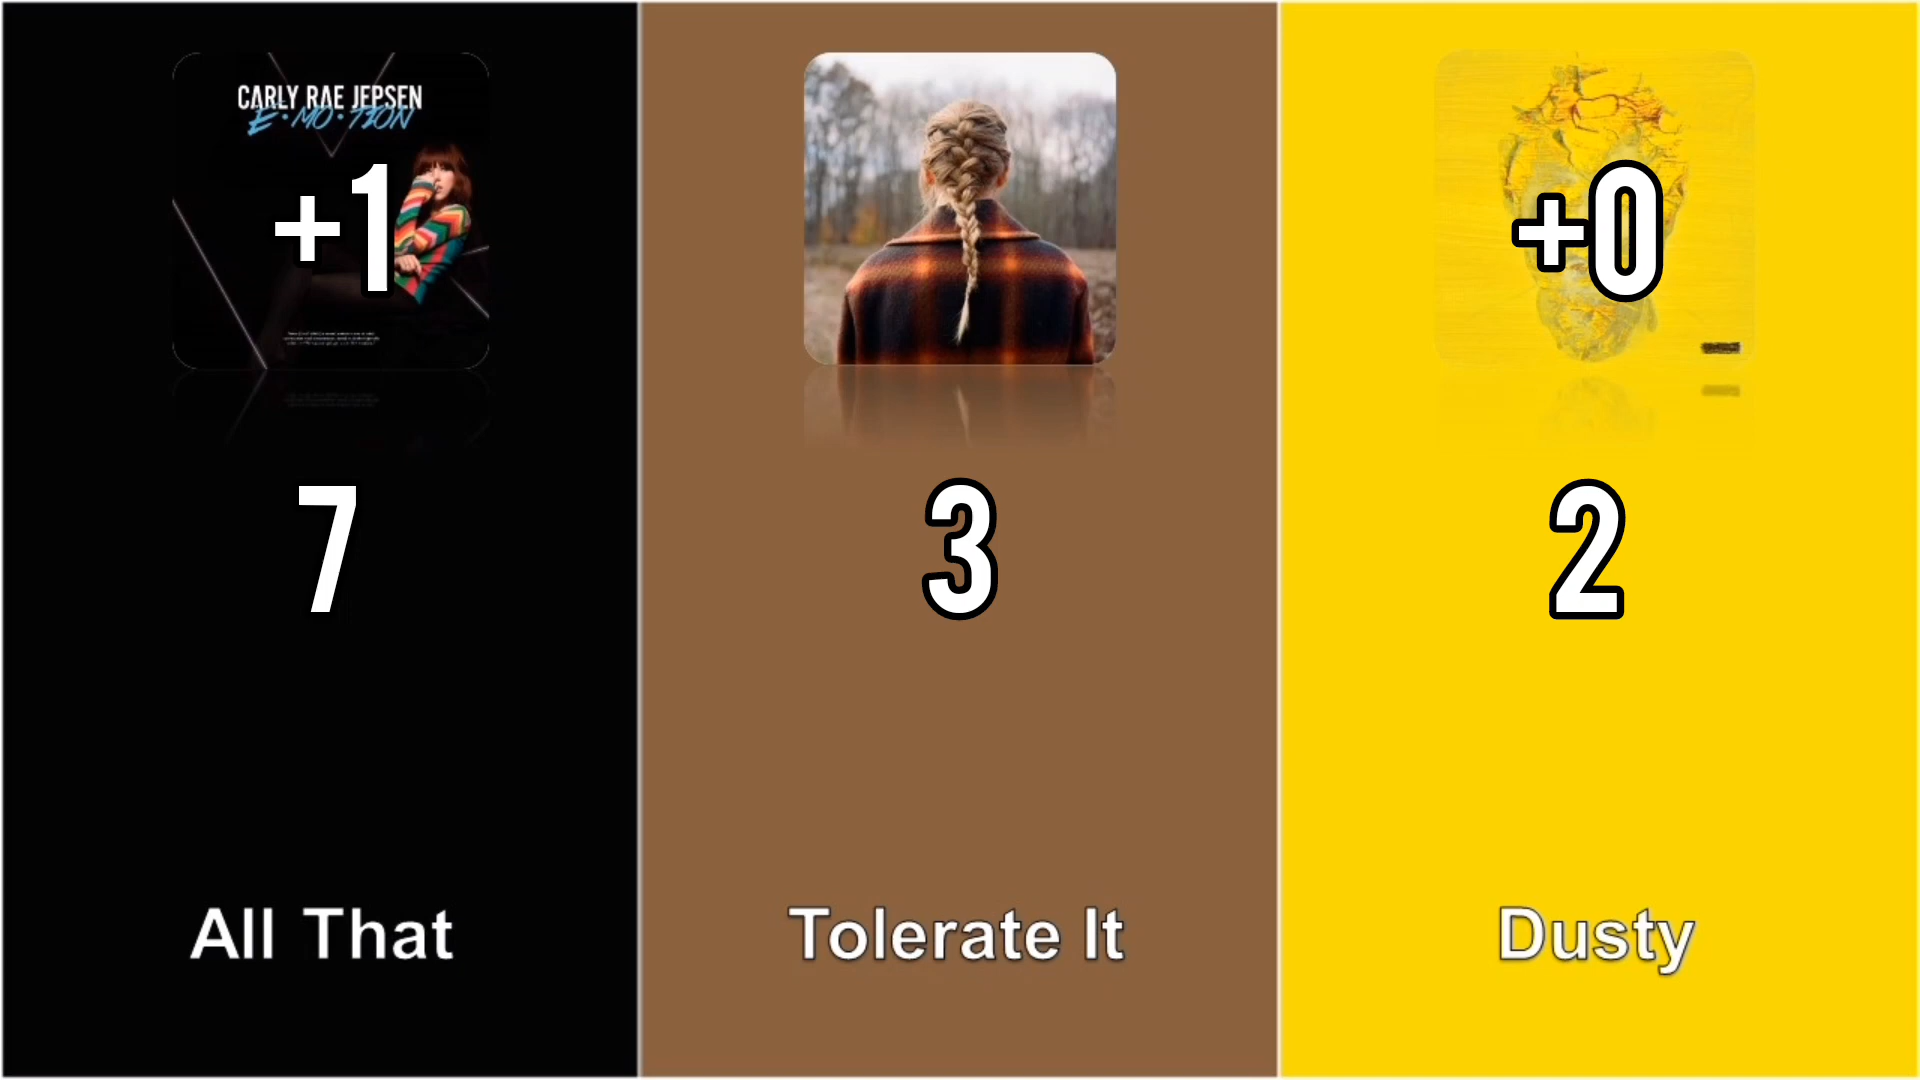 CARLY RAE JEPSEN
E•MO•TION
+1
7
All That
3
Tolerate It
+0
2
Dusty